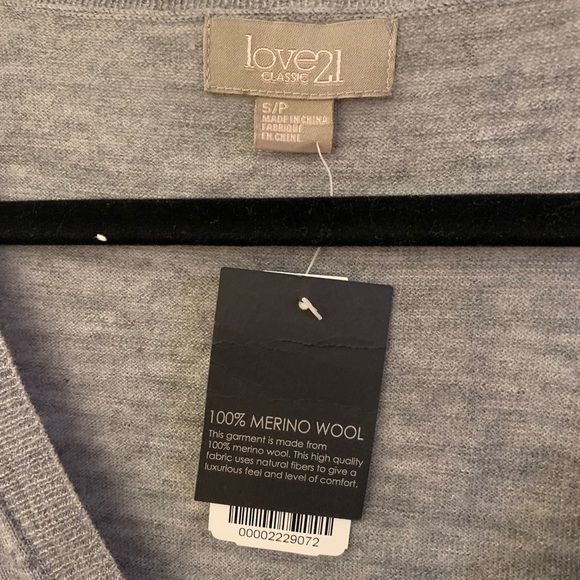 love21
CLASSIC
S/P
MADE IN CHINA
FABRIQUE
EN CHINE
100% MERINO WOOL
This garment is made from
100% merino wool. This high quality
fabric uses natural fibers to give a
luxurious feel and level of comfort.
00002229072